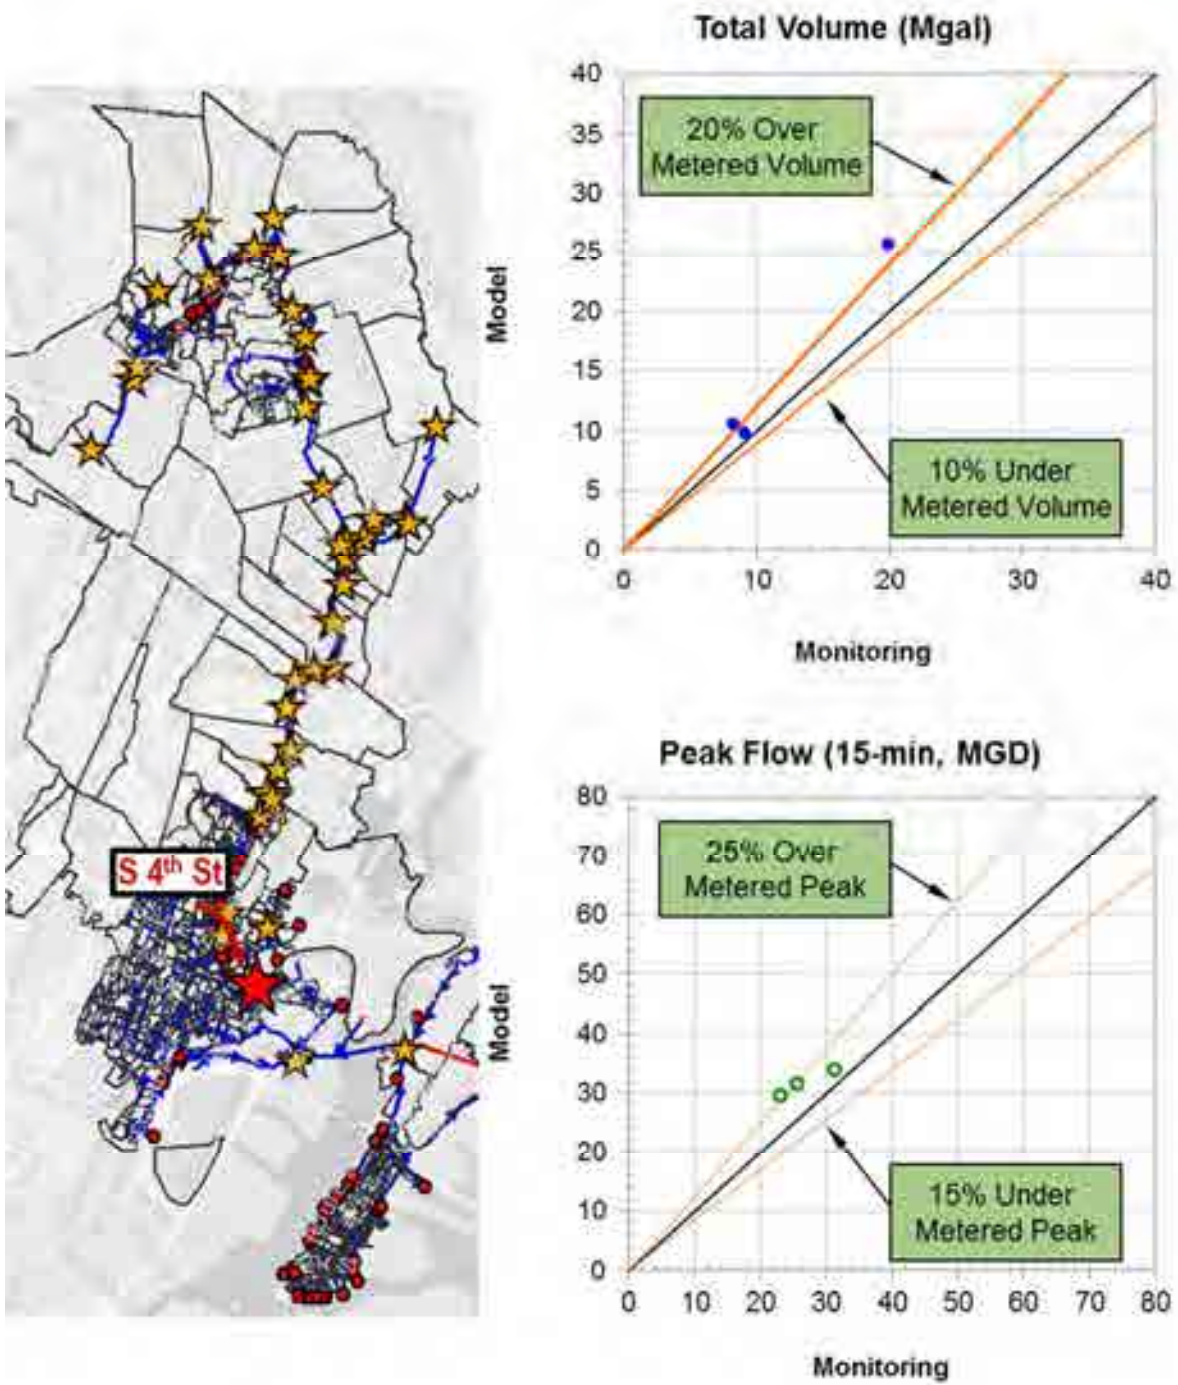 Total Volume (Mgal)
40
35
30
25
20
15
10
5
0
20% Over
Metered Volume
10% Under
Metered Volume
Model
0 10 20 30 40
Monitoring
Peak Flow (15-min, MGD)
80
70
60
50
40
30
20
10
0
25% Over
Metered Peak
15% Under
Metered Peak
Model
0 10 20 30 40 50 60 70 80
Monitoring
S 4th St